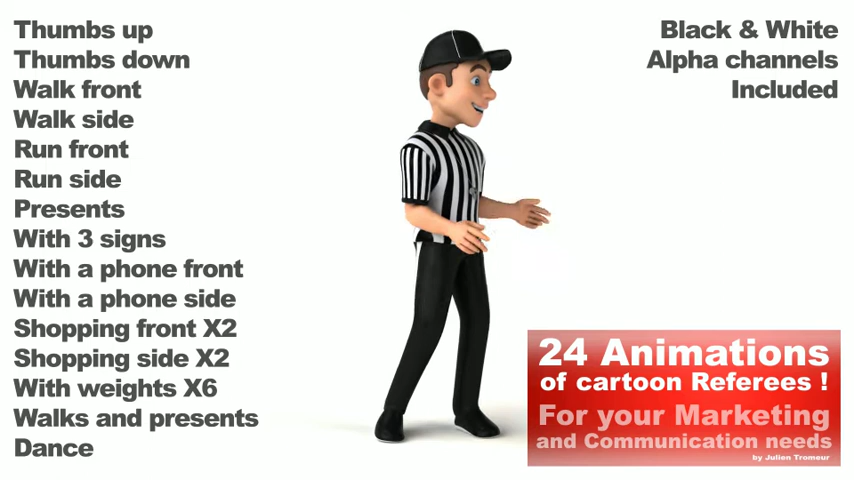 Thumbs up
Thumbs down
Walk front
Walk side
Run front
Run side
Presents
With 3 signs
With a phone front
With a phone side
Shopping front X2
Shopping side X2
With weights X6
Walks and presents
Dance
Black & White
Alpha channels
Included
24 Animations
of cartoon Referees !
For your Marketing
and Communication needs
by Julien Tromeur